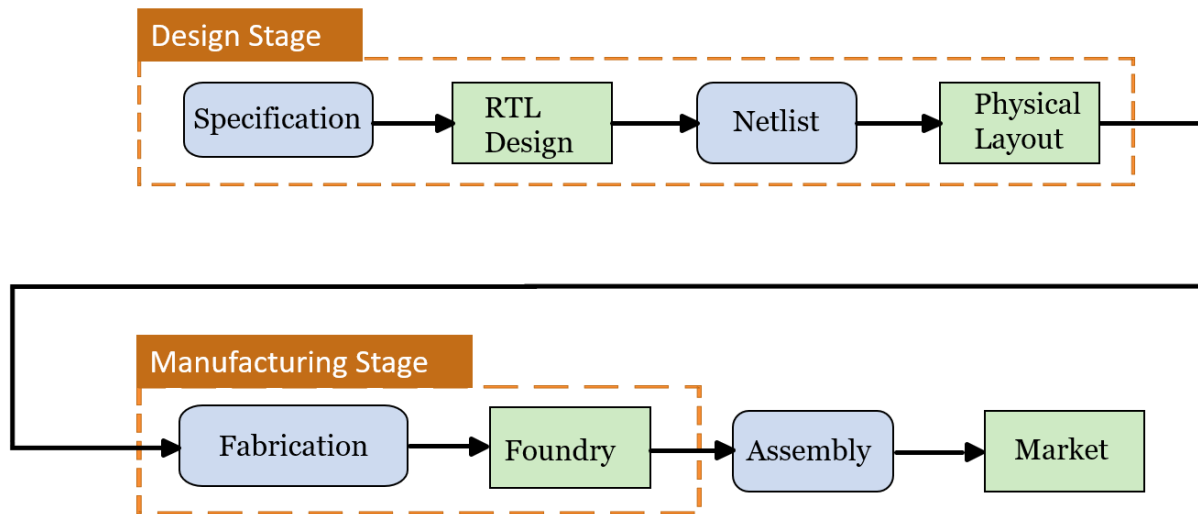 Design Stage
Specification
RTL
Design
Netlist
Physical
Layout
Manufacturing Stage
Fabrication
Foundry
Assembly
Market